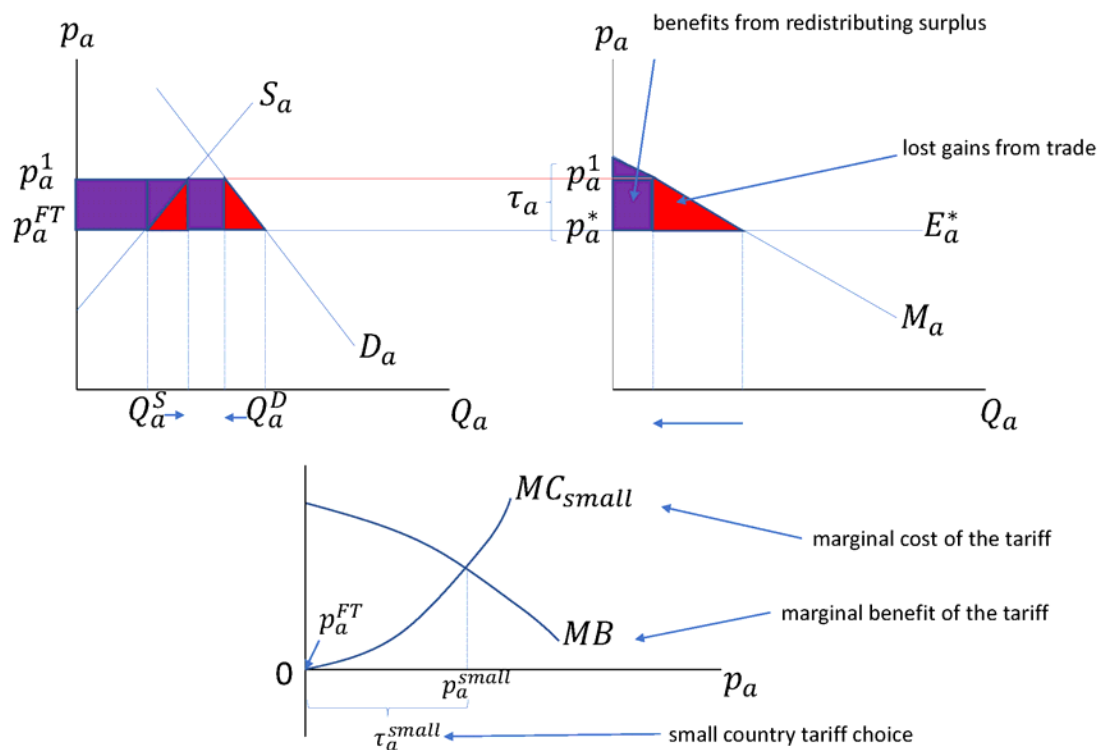 benefits from redistributing surplus
p_a
S_a
p_a^1
p_a^{FT}
D_a
Q_a^S
Q_a^D
Q_a
p_a
lost gains from trade
τ_a
p_a^1
p_a^*
E_a^*
M_a
Q_a
MC_{small}
marginal cost of the tariff
p_a^{FT}
marginal benefit of the tariff
MB
0
p_a^{small}
p_a
τ_a^{small}
small country tariff choice